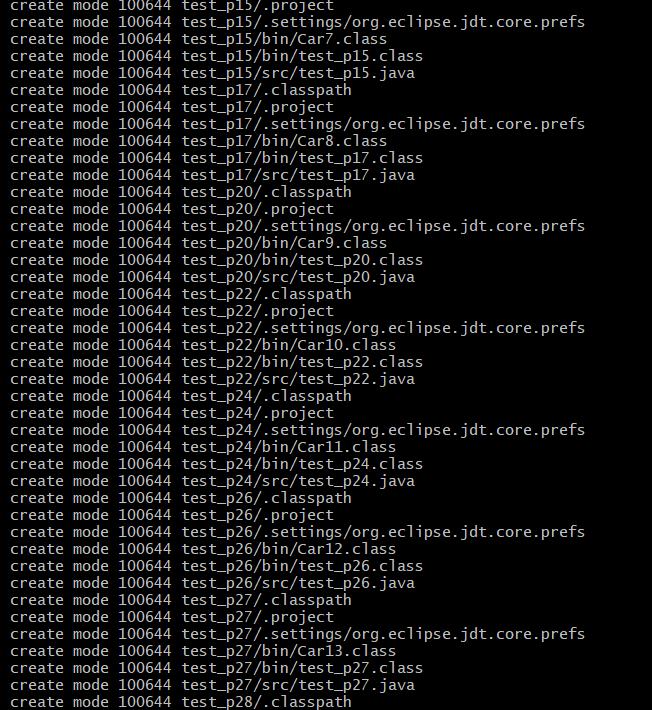 create mode 100644 test_p15/.project
create mode 100644 test_p15/.settings/org.eclipse.jdt.core.prefs
create mode 100644 test_p15/bin/Car7.class
create mode 100644 test_p15/bin/test_p15.class
create mode 100644 test_p15/src/test_p15.java
create mode 100644 test_p17/.classpath
create mode 100644 test_p17/.project
create mode 100644 test_p17/.settings/org.eclipse.jdt.core.prefs
create mode 100644 test_p17/bin/Car8.class
create mode 100644 test_p17/bin/test_p17.class
create mode 100644 test_p17/src/test_p17.java
create mode 100644 test_p20/.classpath
create mode 100644 test_p20/.project
create mode 100644 test_p20/.settings/org.eclipse.jdt.core.prefs
create mode 100644 test_p20/bin/Car9.class
create mode 100644 test_p20/bin/test_p20.class
create mode 100644 test_p20/src/test_p20.java
create mode 100644 test_p22/.classpath
create mode 100644 test_p22/.project
create mode 100644 test_p22/.settings/org.eclipse.jdt.core.prefs
create mode 100644 test_p22/bin/Car10.class
create mode 100644 test_p22/bin/test_p22.class
create mode 100644 test_p22/src/test_p22.java
create mode 100644 test_p24/.classpath
create mode 100644 test_p24/.project
create mode 100644 test_p24/.settings/org.eclipse.jdt.core.prefs
create mode 100644 test_p24/bin/Car11.class
create mode 100644 test_p24/bin/test_p24.class
create mode 100644 test_p24/src/test_p24.java
create mode 100644 test_p26/.classpath
create mode 100644 test_p26/.project
create mode 100644 test_p26/.settings/org.eclipse.jdt.core.prefs
create mode 100644 test_p26/bin/Car12.class
create mode 100644 test_p26/bin/test_p26.class
create mode 100644 test_p26/src/test_p26.java
create mode 100644 test_p27/.classpath
create mode 100644 test_p27/.project
create mode 100644 test_p27/.settings/org.eclipse.jdt.core.prefs
create mode 100644 test_p27/bin/Car13.class
create mode 100644 test_p27/bin/test_p27.class
create mode 100644 test_p27/src/test_p27.java
create mode 100644 test_p28/.classpath